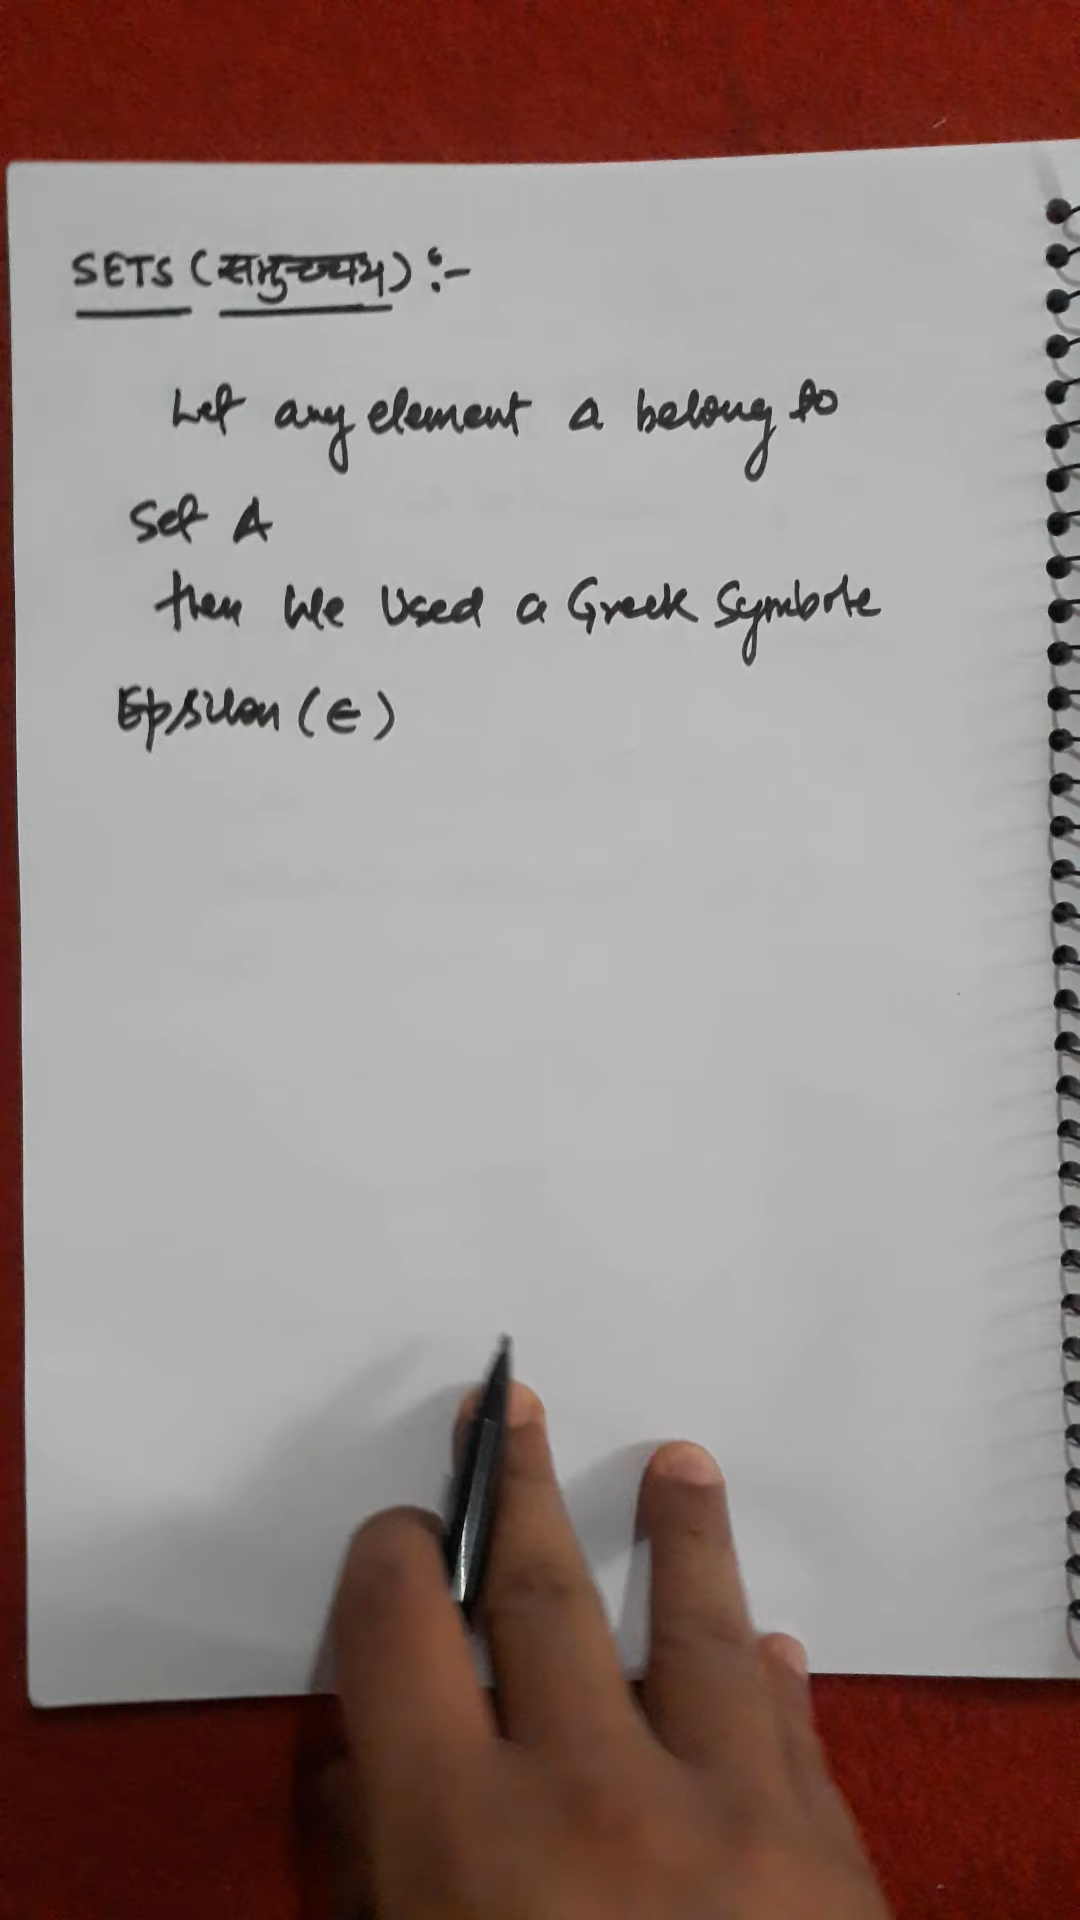 SETS (समुच्चय) :-
Let any element a belong to
Set A
then We Used a Greek Symbole
Epsilon (∈)